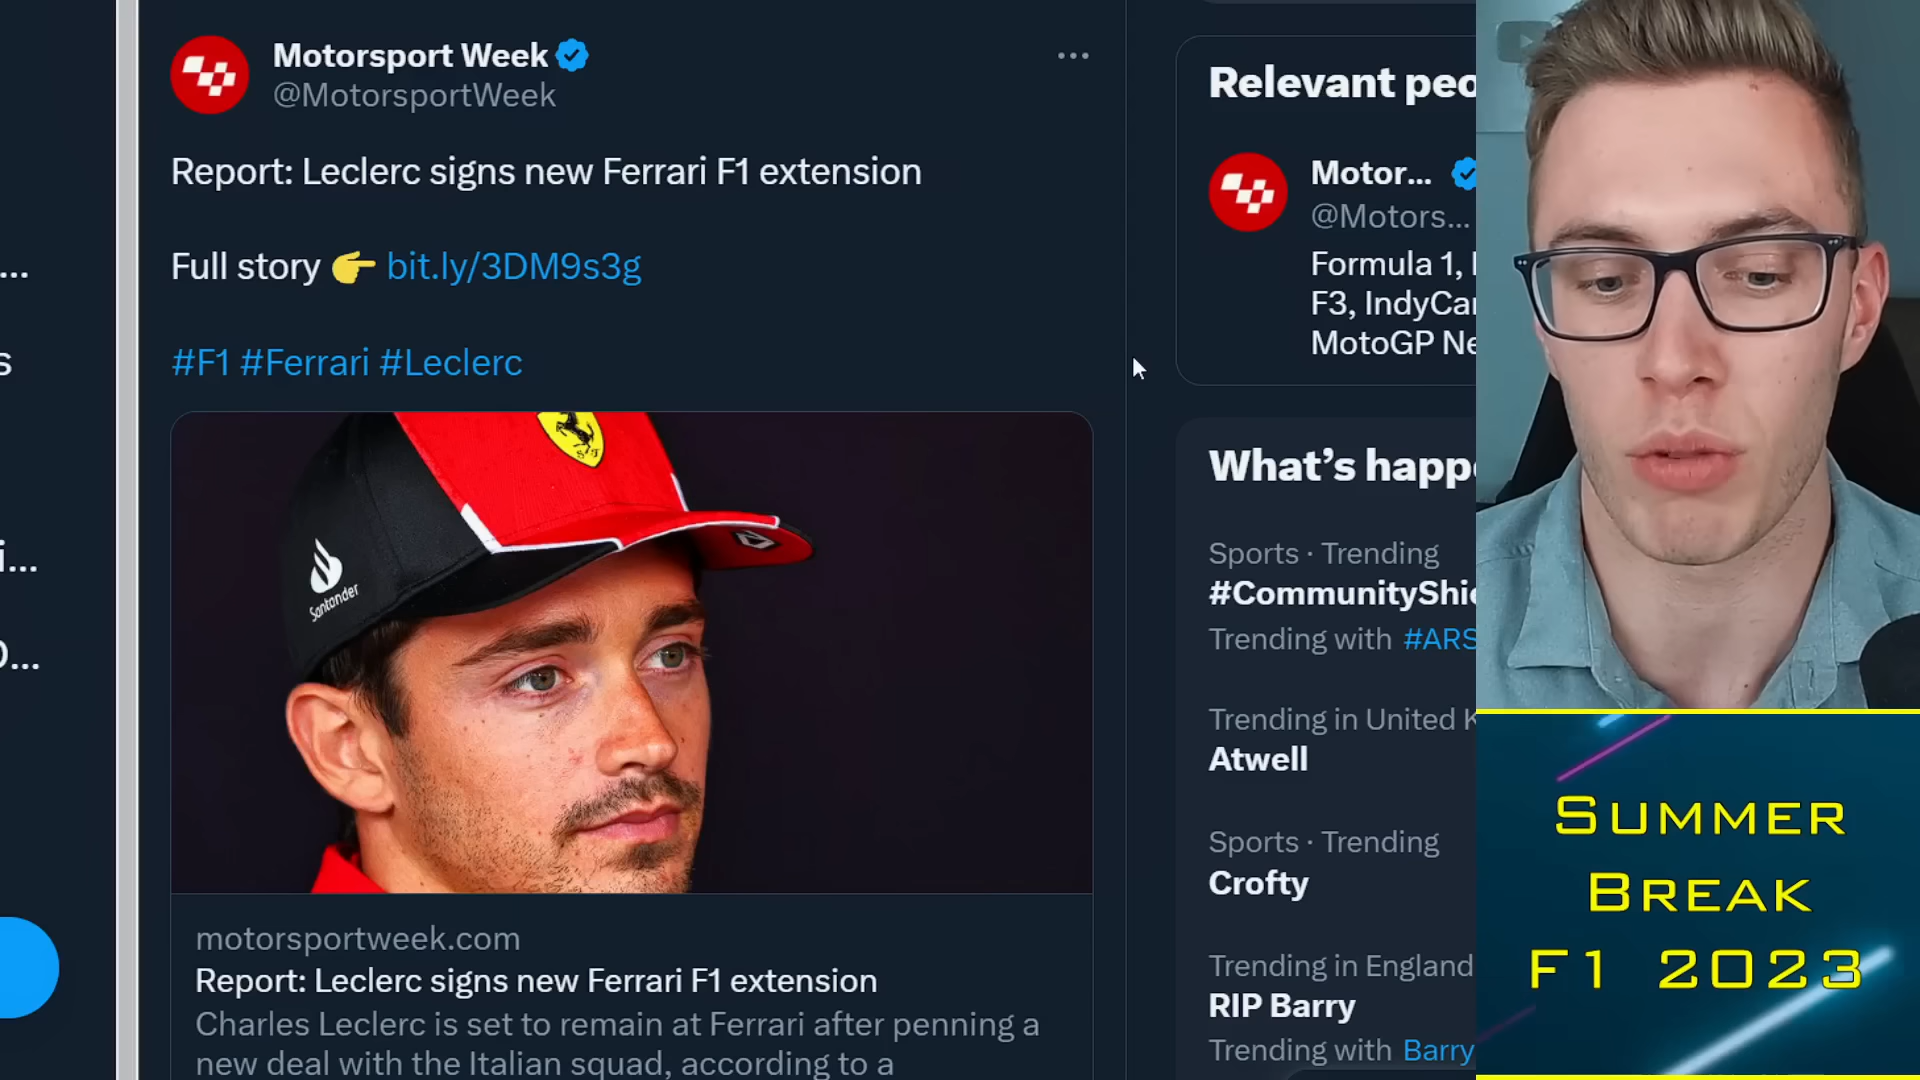 ...
s
i...
...
Motorsport Week
@MotorsportWeek
Report: Leclerc signs new Ferrari F1 extension
Full story 👉 bit.ly/3DM9s3g
#F1 #Ferrari #Leclerc
Santander
motorsportweek.com
Report: Leclerc signs new Ferrari F1 extension
Charles Leclerc is set to remain at Ferrari after penning a
new deal with the Italian squad, according to a
Relevant peo
Motor...
@Motors...
Formula 1,
F3, IndyCar
MotoGP Ne
What's happe
Sports · Trending
#CommunityShie
Trending with #ARS
Trending in United K
Atwell
Sports · Trending
Crofty
Trending in England
RIP Barry
Trending with Barry
SUMMER
BREAK
F1 2023